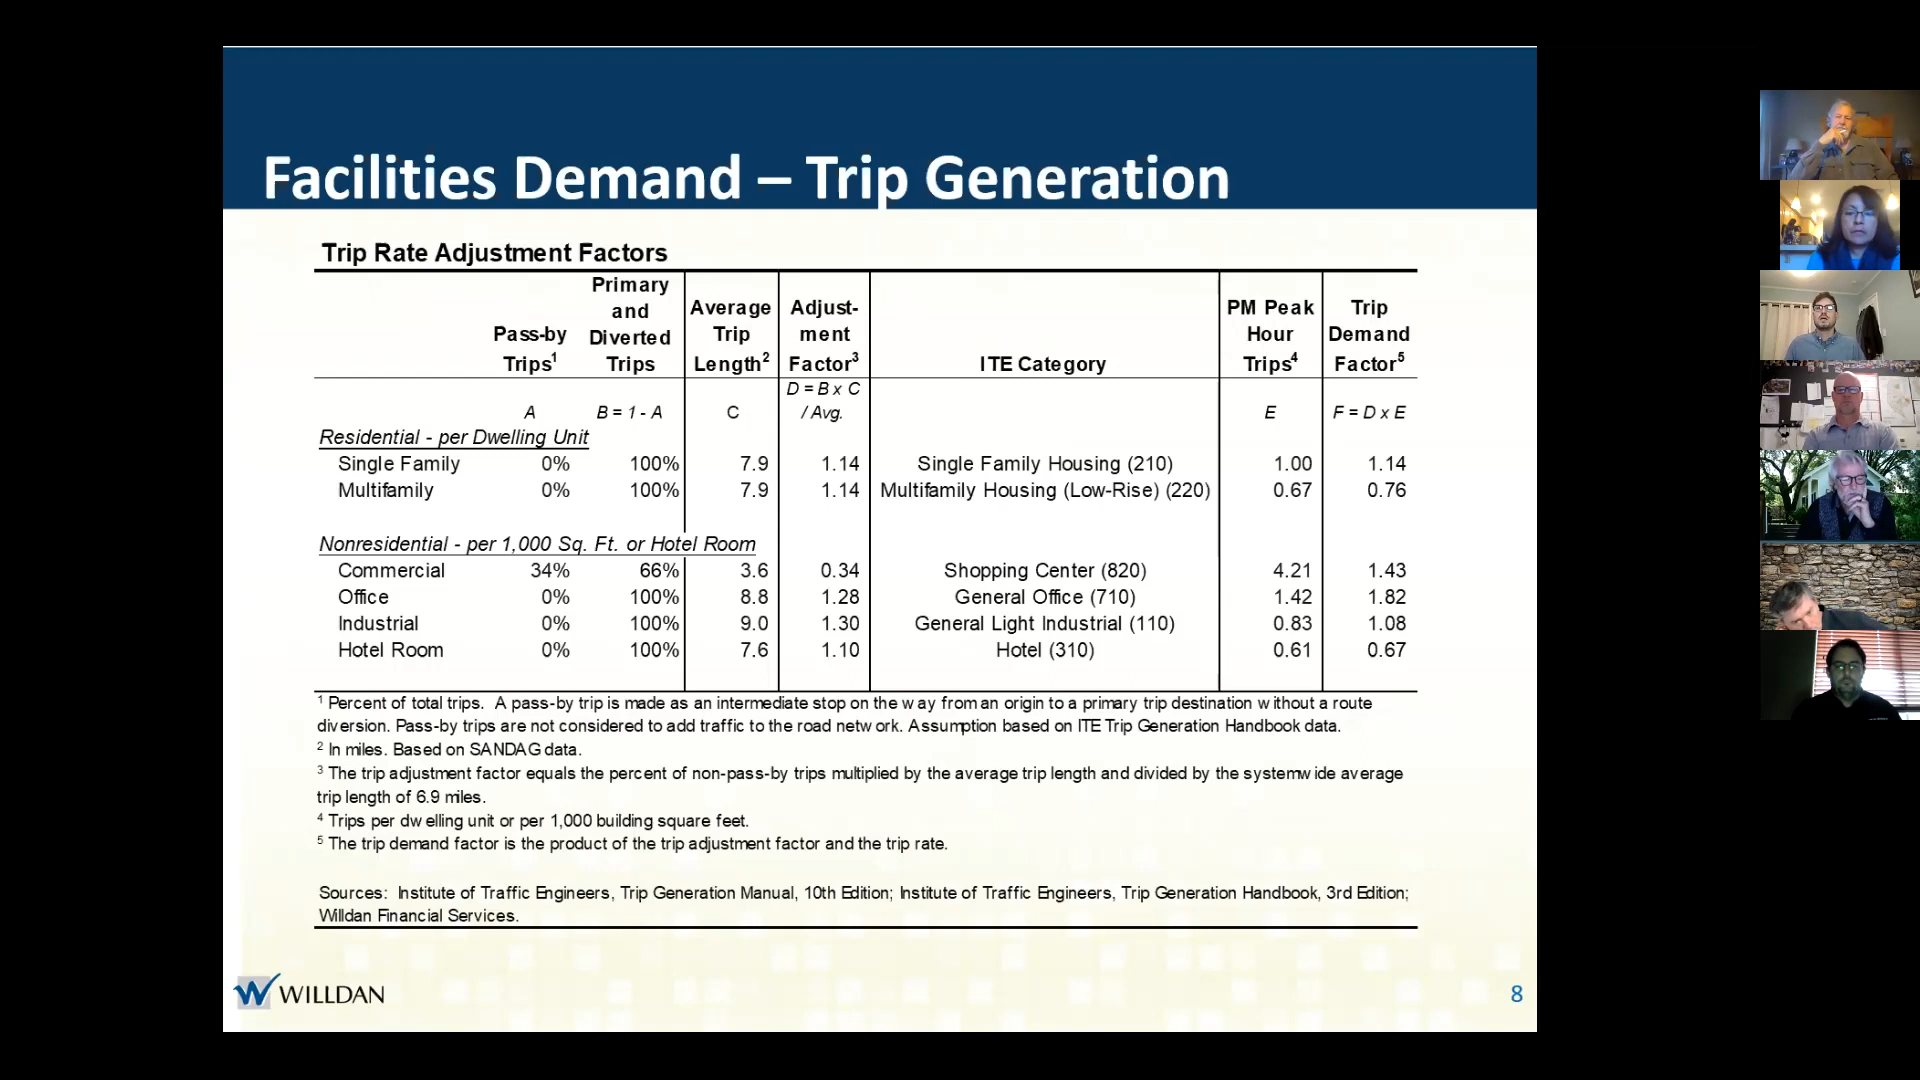 Facilities Demand – Trip Generation
Trip Rate Adjustment Factors
Pass-by Trips1 Primary and Diverted Trips Average Trip Length2 Adjust-ment Factor3 ITE Category PM Peak Hour Trips4 Trip Demand Factor5
A B = 1 - A C D = B x C / Avg. E F = D x E
Residential - per Dwelling Unit
Single Family 0% 100% 7.9 1.14 Single Family Housing (210) 1.00 1.14
Multifamily 0% 100% 7.9 1.14 Multifamily Housing (Low-Rise) (220) 0.67 0.76
Nonresidential - per 1,000 Sq. Ft. or Hotel Room
Commercial 34% 66% 3.6 0.34 Shopping Center (820) 4.21 1.43
Office 0% 100% 8.8 1.28 General Office (710) 1.42 1.82
Industrial 0% 100% 9.0 1.30 General Light Industrial (110) 0.83 1.08
Hotel Room 0% 100% 7.6 1.10 Hotel (310) 0.61 0.67
1 Percent of total trips. A pass-by trip is made as an intermediate stop on the way from an origin to a primary trip destination without a route
diversion. Pass-by trips are not considered to add traffic to the road network. Assumption based on ITE Trip Generation Handbook data.
2 In miles. Based on SANDAG data.
3 The trip adjustment factor equals the percent of non-pass-by trips multiplied by the average trip length and divided by the systemwide average
trip length of 6.9 miles.
4 Trips per dwelling unit or per 1,000 building square feet.
5 The trip demand factor is the product of the trip adjustment factor and the trip rate.
Sources: Institute of Traffic Engineers, Trip Generation Manual, 10th Edition; Institute of Traffic Engineers, Trip Generation Handbook, 3rd Edition;
Willdan Financial Services.
W WILLDAN
8